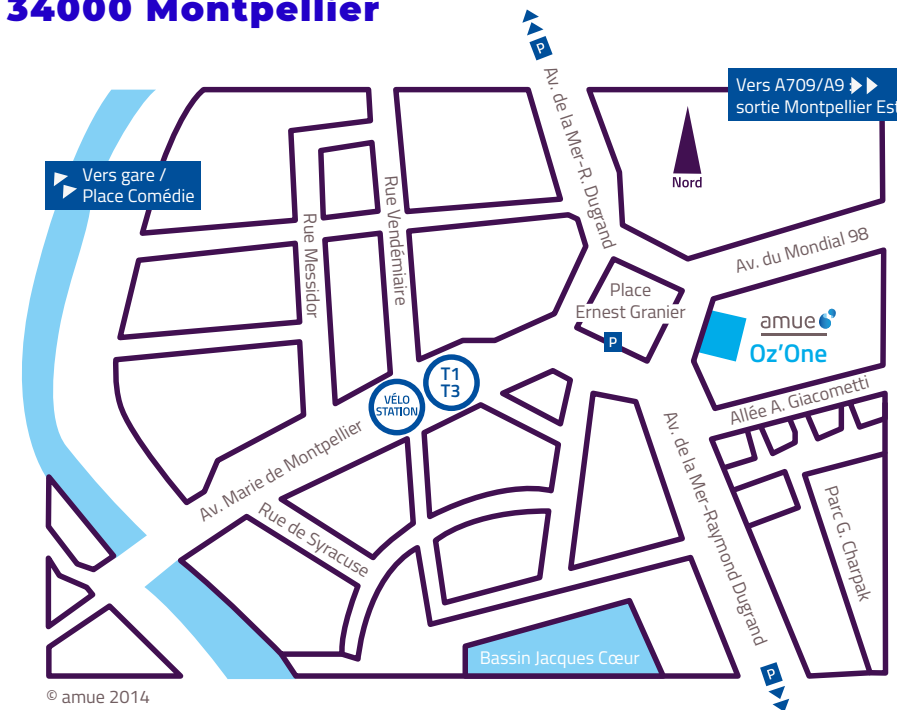 34000 Montpellier
P
Av. de la Mer-R. Dugrand
Vers A709/A9
sortie Montpellier Est
Nord
Vers gare /
Place Comédie
Rue Messidor
Rue Vendémiaire
Av. du Mondial 98
Place
Ernest Granier
P
amue
Oz'One
T1
T3
VÉLO
STATION
Allée A. Giacometti
Av. Marie de Montpellier
Rue de Syracuse
Av. de la Mer-Raymond Dugrand
Parc G. Charpak
Bassin Jacques Cœur
P
© amue 2014